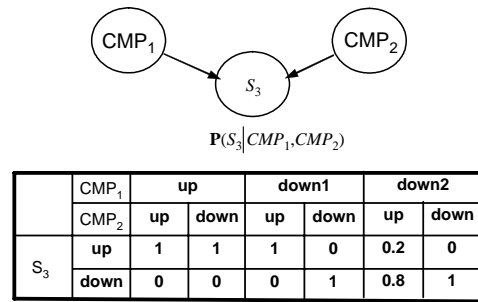 CMP1 CMP2
S3
P(S3|CMP1,CMP2)
CMP1 up down1 down2
CMP2 up down up down up down
S3 up 1 1 1 0 0.2 0
down 0 0 0 1 0.8 1